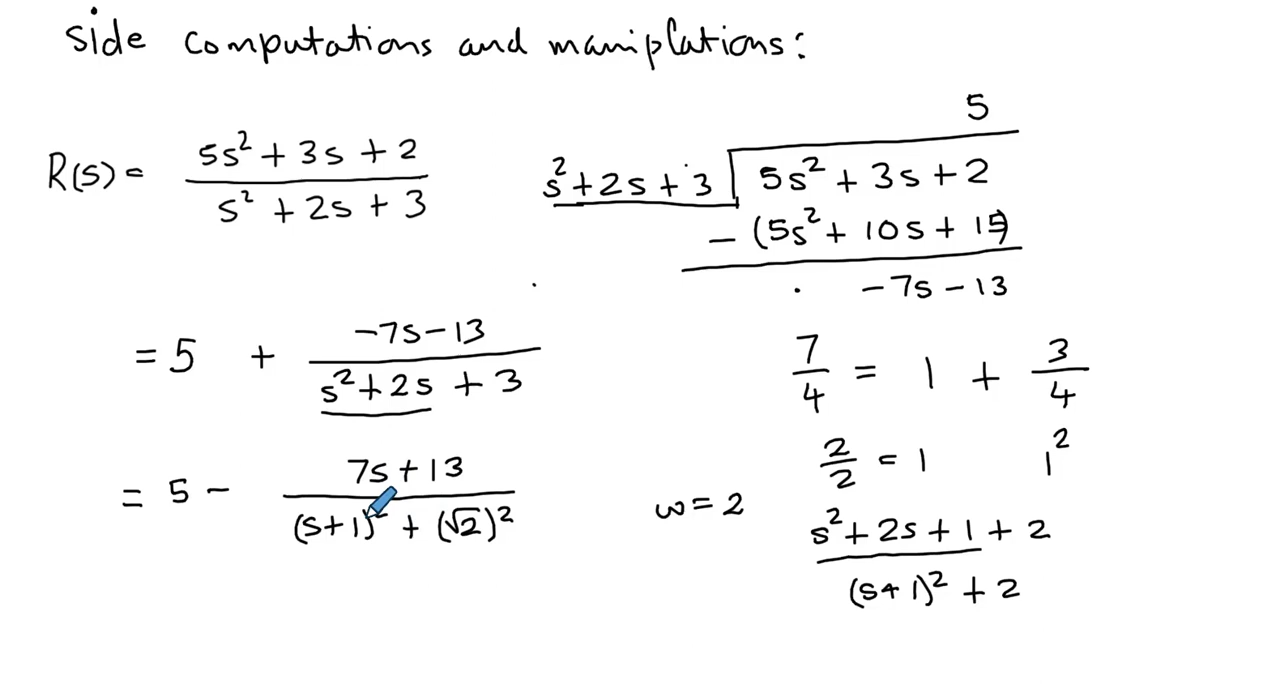 side computations and maniplations:
R(s) = (5s² + 3s + 2) / (s² + 2s + 3)
5
s² + 2s + 3 ) 5s² + 3s + 2
− (5s² + 10s + 15)
−7s − 13
= 5 + (−7s − 13) / (s² + 2s + 3)
= 5 − (7s + 13) / ((s+1)² + (√2)²)
7/4 = 1 + 3/4
2/2 = 1 1²
w = 2
s² + 2s + 1 + 2
(s+1)² + 2